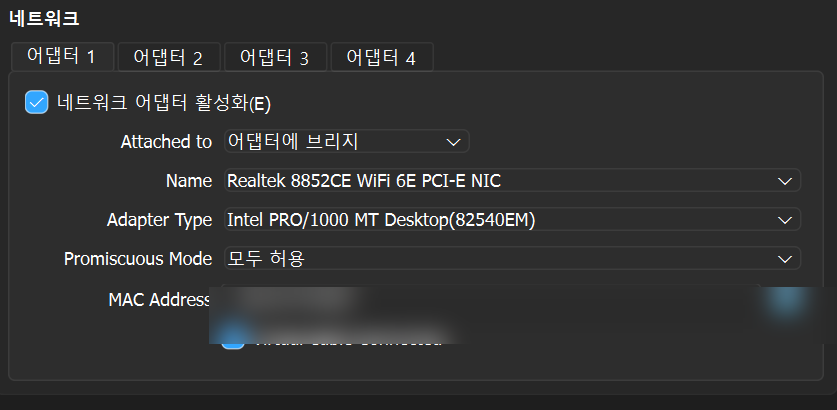 네트워크
어댑터 1 어댑터 2 어댑터 3 어댑터 4
네트워크 어댑터 활성화(E)
Attached to 어댑터에 브리지
Name Realtek 8852CE WiFi 6E PCI-E NIC
Adapter Type Intel PRO/1000 MT Desktop(82540EM)
Promiscuous Mode 모두 허용
MAC Address